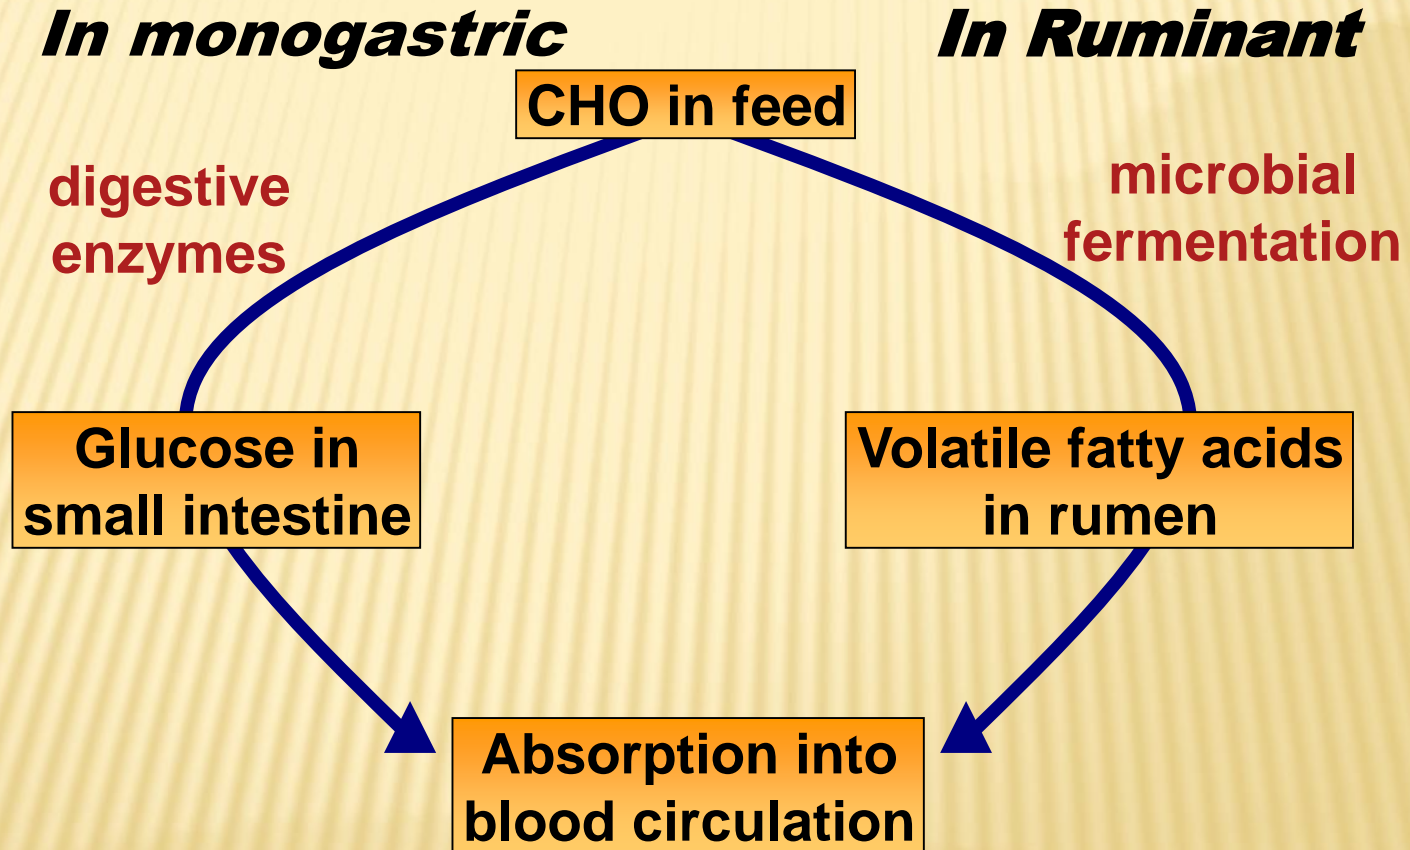 In monogastric
In Ruminant
CHO in feed
digestive
enzymes
microbial
fermentation
Glucose in
small intestine
Volatile fatty acids
in rumen
Absorption into
blood circulation